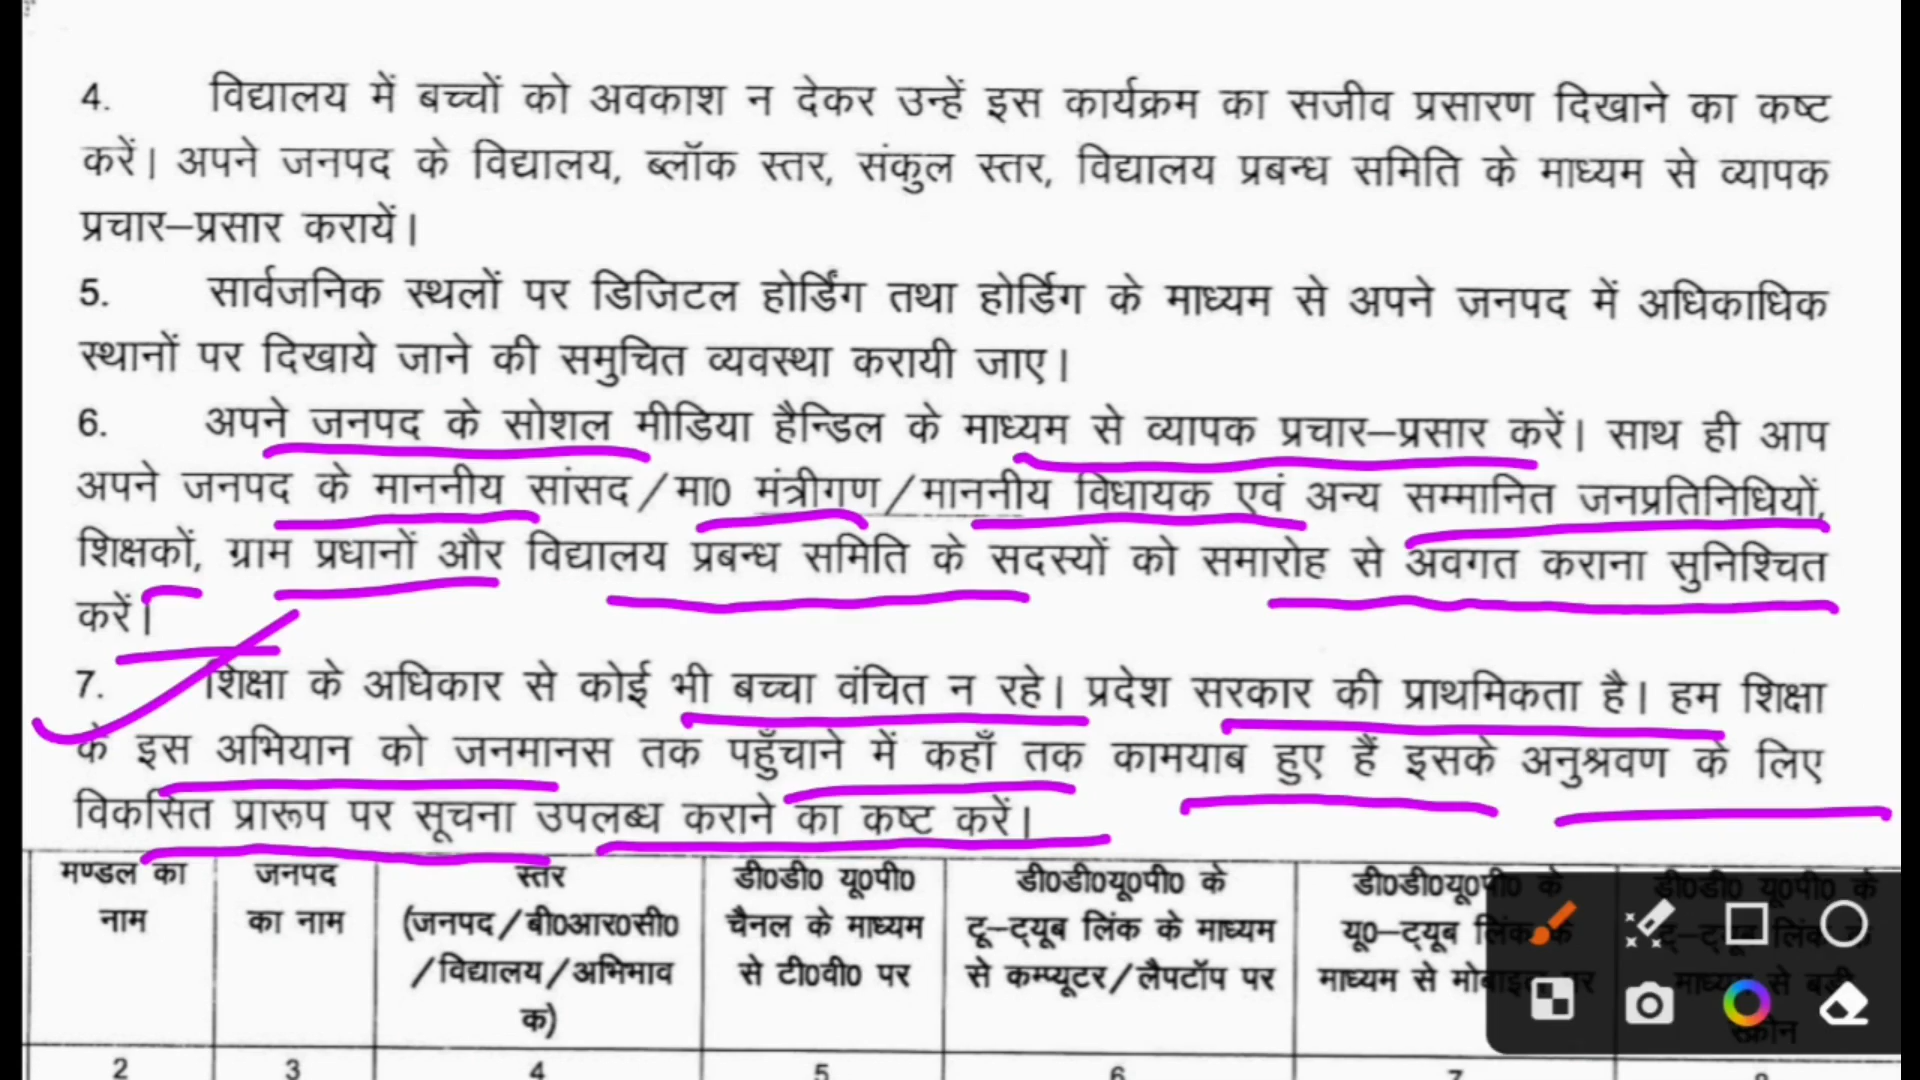 4. विद्यालय में बच्चों को अवकाश न देकर उन्हें इस कार्यक्रम का सजीव प्रसारण दिखाने का कष्ट
करें। अपने जनपद के विद्यालय, ब्लॉक स्तर, संकुल स्तर, विद्यालय प्रबन्ध समिति के माध्यम से व्यापक
प्रचार–प्रसार करायें।
5. सार्वजनिक स्थलों पर डिजिटल होर्डिंग तथा होर्डिग के माध्यम से अपने जनपद में अधिकाधिक
स्थानों पर दिखाये जाने की समुचित व्यवस्था करायी जाए।
6. अपने जनपद के सोशल मीडिया हैन्डिल के माध्यम से व्यापक प्रचार–प्रसार करें। साथ ही आप
अपने जनपद के माननीय सांसद/मा0 मंत्रीगण/माननीय विधायक एवं अन्य सम्मानित जनप्रतिनिधियों,
शिक्षकों, ग्राम प्रधानों और विद्यालय प्रबन्ध समिति के सदस्यों को समारोह से अवगत कराना सुनिश्चित
करें।
7. शिक्षा के अधिकार से कोई भी बच्चा वंचित न रहे। प्रदेश सरकार की प्राथमिकता है। हम शिक्षा
के इस अभियान को जनमानस तक पहुँचाने में कहाँ तक कामयाब हुए हैं इसके अनुश्रवण के लिए
विकसित प्रारूप पर सूचना उपलब्ध कराने का कष्ट करें।
मण्डल का जनपद स्तर डी0डी0 यू0पी0 डी0डी0यू0पी0 के डी0डी0यू0पी0 के डी0डी0 यू0पी0 के
नाम का नाम (जनपद/बी0आर0सी0 चैनल के माध्यम टू–ट्यूब लिंक के माध्यम यू0–ट्यूब लिंक के
/विद्यालय/अभिभाव से टी0वी0 पर से कम्प्यूटर/लैपटॉप पर माध्यम से मोबाइल पर माध्यम से बडी
क) स्क्रीन
2 3 4 5 6 7